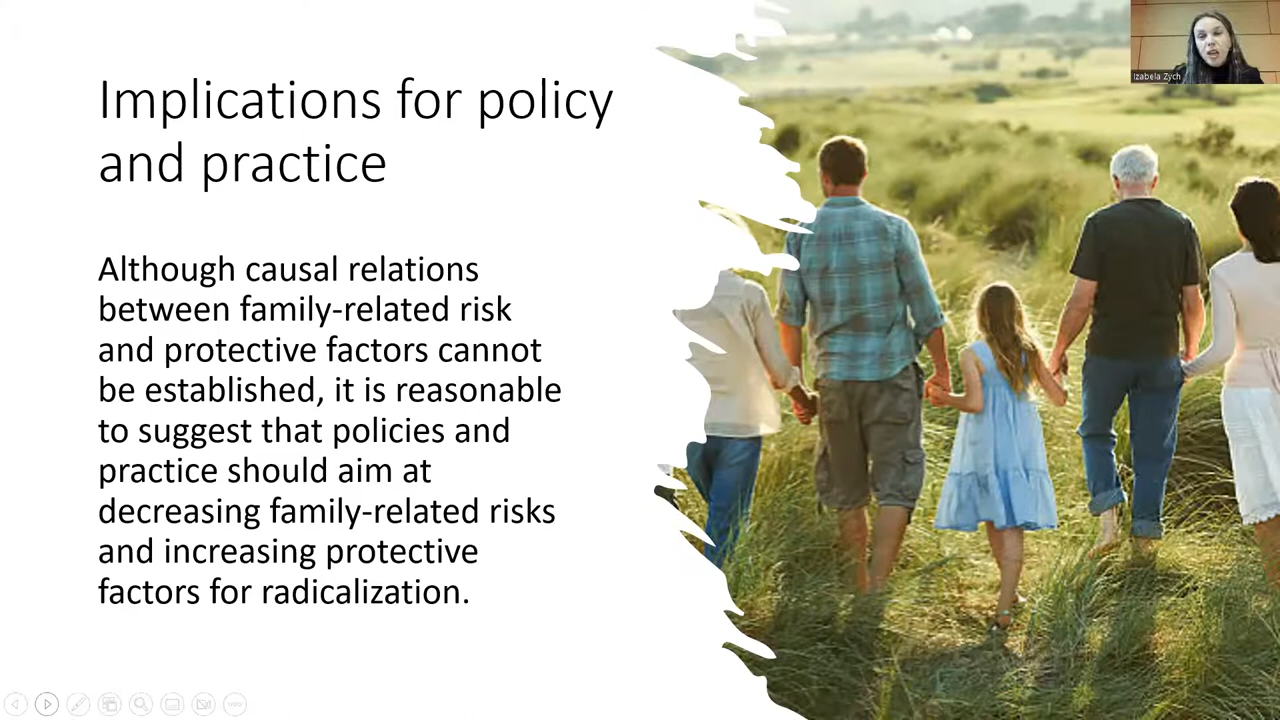 Implications for policy
and practice
Although causal relations
between family-related risk
and protective factors cannot
be established, it is reasonable
to suggest that policies and
practice should aim at
decreasing family-related risks
and increasing protective
factors for radicalization.
Izabela Zych